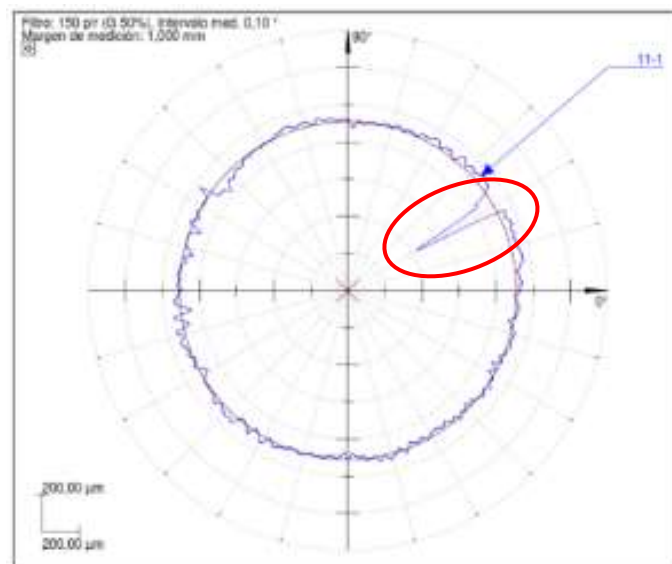 Filtro: 150 p/r (G 50%), Intervalo med. 0,10 °
Margen de medición: 1,000 mm
90°
11-1
0°
200.00 µm
200.00 µm